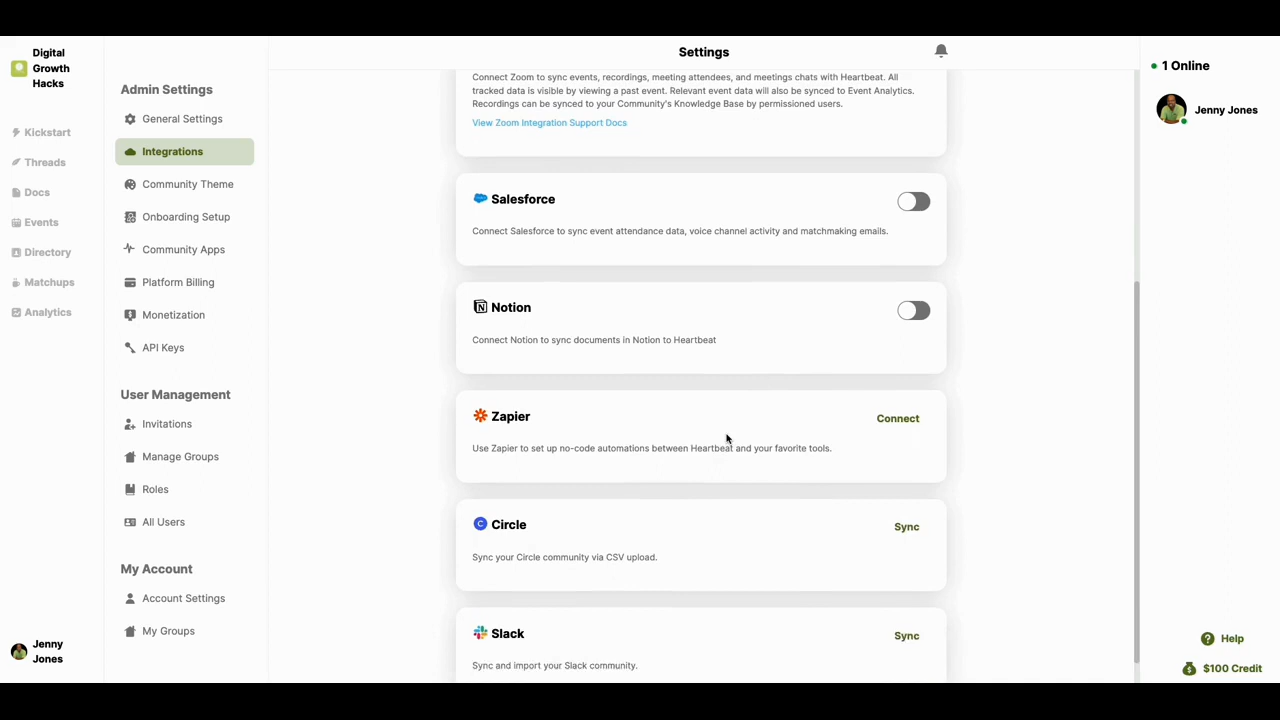 Digital
Growth
Hacks
Kickstart
Threads
Docs
Events
Directory
Matchups
Analytics
Jenny
Jones
Admin Settings
General Settings
Integrations
Community Theme
Onboarding Setup
Community Apps
Platform Billing
Monetization
API Keys
User Management
Invitations
Manage Groups
Roles
All Users
My Account
Account Settings
My Groups
Settings
Connect Zoom to sync events, recordings, meeting attendees, and meetings chats with Heartbeat. All
tracked data is visible by viewing a past event. Relevant event data will also be synced to Event Analytics.
Recordings can be synced to your Community's Knowledge Base by permissioned users.
View Zoom Integration Support Docs
Salesforce
Connect Salesforce to sync event attendance data, voice channel activity and matchmaking emails.
Notion
Connect Notion to sync documents in Notion to Heartbeat
Zapier
Connect
Use Zapier to set up no-code automations between Heartbeat and your favorite tools.
Circle
Sync
Sync your Circle community via CSV upload.
Slack
Sync
Sync and import your Slack community.
1 Online
Jenny Jones
Help
$100 Credit